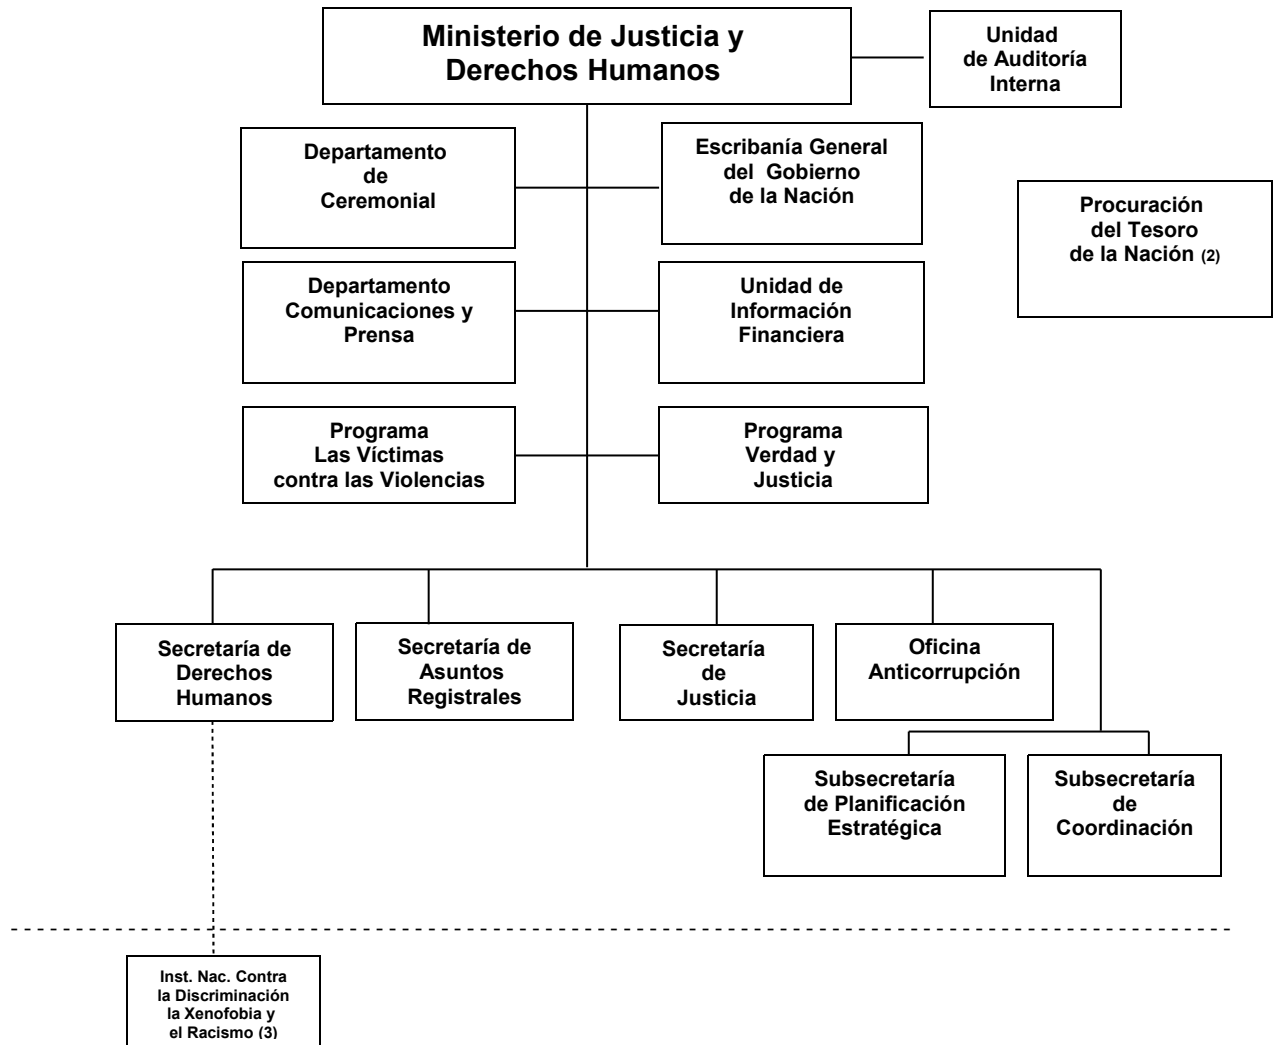 Ministerio de Justicia y
Derechos Humanos
Unidad
de Auditoría
Interna
Departamento
de
Ceremonial
Escribanía General
del Gobierno
de la Nación
Procuración
del Tesoro
de la Nación (2)
Departamento
Comunicaciones y
Prensa
Unidad de
Información
Financiera
Programa
Las Víctimas
contra las Violencias
Programa
Verdad y
Justicia
Secretaría de
Derechos
Humanos
Secretaría de
Asuntos
Registrales
Secretaría
de
Justicia
Oficina
Anticorrupción
Subsecretaría
de Planificación
Estratégica
Subsecretaría
de
Coordinación
Inst. Nac. Contra
la Discriminación
la Xenofobia y
el Racismo (3)